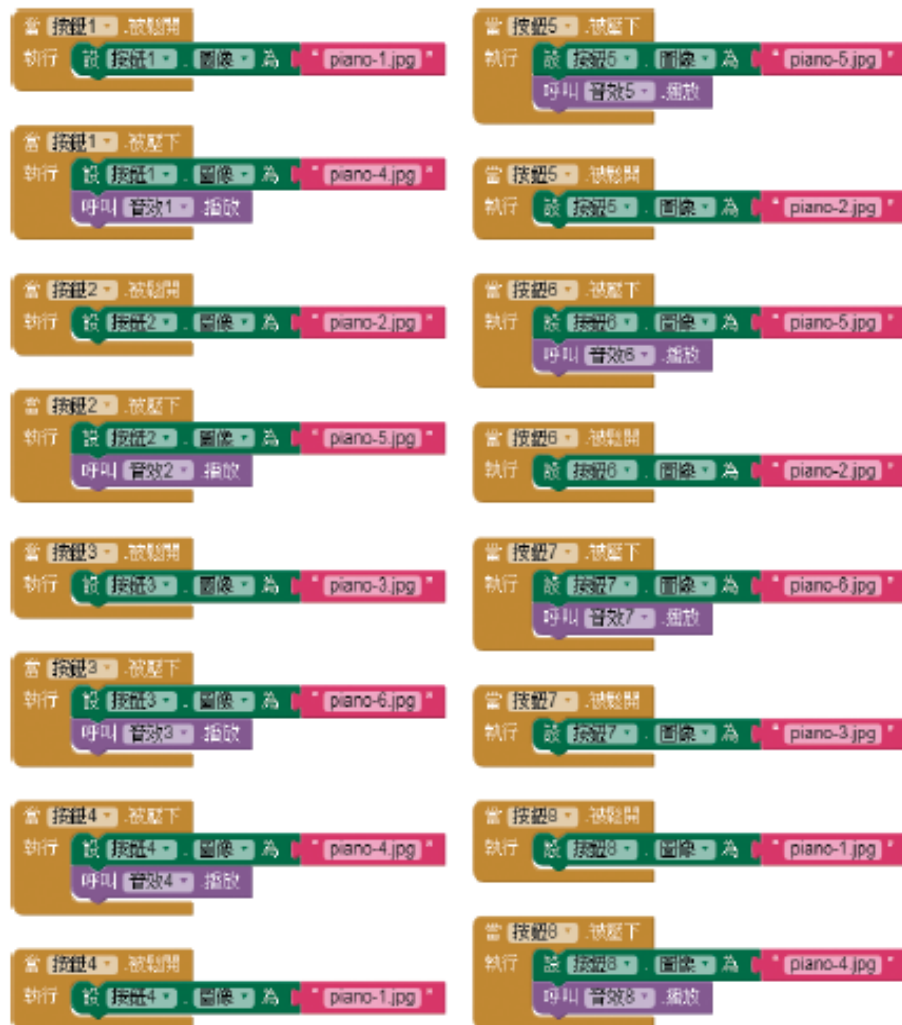 當 按鈕1 .被鬆開
執行 設 按鈕1 . 圖像 為 " piano-1.jpg "
當 按鈕1 .被壓下
執行 設 按鈕1 . 圖像 為 " piano-4.jpg "
呼叫 音效1 .播放
當 按鈕2 .被鬆開
執行 設 按鈕2 . 圖像 為 " piano-2.jpg "
當 按鈕2 .被壓下
執行 設 按鈕2 . 圖像 為 " piano-5.jpg "
呼叫 音效2 .播放
當 按鈕3 .被鬆開
執行 設 按鈕3 . 圖像 為 " piano-3.jpg "
當 按鈕3 .被壓下
執行 設 按鈕3 . 圖像 為 " piano-6.jpg "
呼叫 音效3 .播放
當 按鈕4 .被壓下
執行 設 按鈕4 . 圖像 為 " piano-4.jpg "
呼叫 音效4 .播放
當 按鈕4 .被鬆開
執行 設 按鈕4 . 圖像 為 " piano-1.jpg "
當 按鈕5 .被壓下
執行 設 按鈕5 . 圖像 為 " piano-5.jpg "
呼叫 音效5 .播放
當 按鈕5 .被鬆開
執行 設 按鈕5 . 圖像 為 " piano-2.jpg "
當 按鈕6 .被壓下
執行 設 按鈕6 . 圖像 為 " piano-5.jpg "
呼叫 音效6 .播放
當 按鈕6 .被鬆開
執行 設 按鈕6 . 圖像 為 " piano-2.jpg "
當 按鈕7 .被壓下
執行 設 按鈕7 . 圖像 為 " piano-6.jpg "
呼叫 音效7 .播放
當 按鈕7 .被鬆開
執行 設 按鈕7 . 圖像 為 " piano-3.jpg "
當 按鈕8 .被鬆開
執行 設 按鈕8 . 圖像 為 " piano-1.jpg "
當 按鈕8 .被壓下
執行 設 按鈕8 . 圖像 為 " piano-4.jpg "
呼叫 音效8 .播放